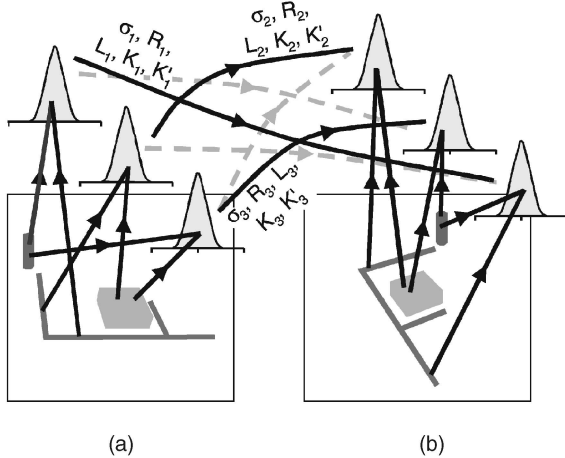 σ₁, R₁,
L₁, K₁, K′₁
σ₂, R₂,
L₂, K₂, K′₂
σ₃, R₃, L₃,
K₃, K′₃
(a)
(b)